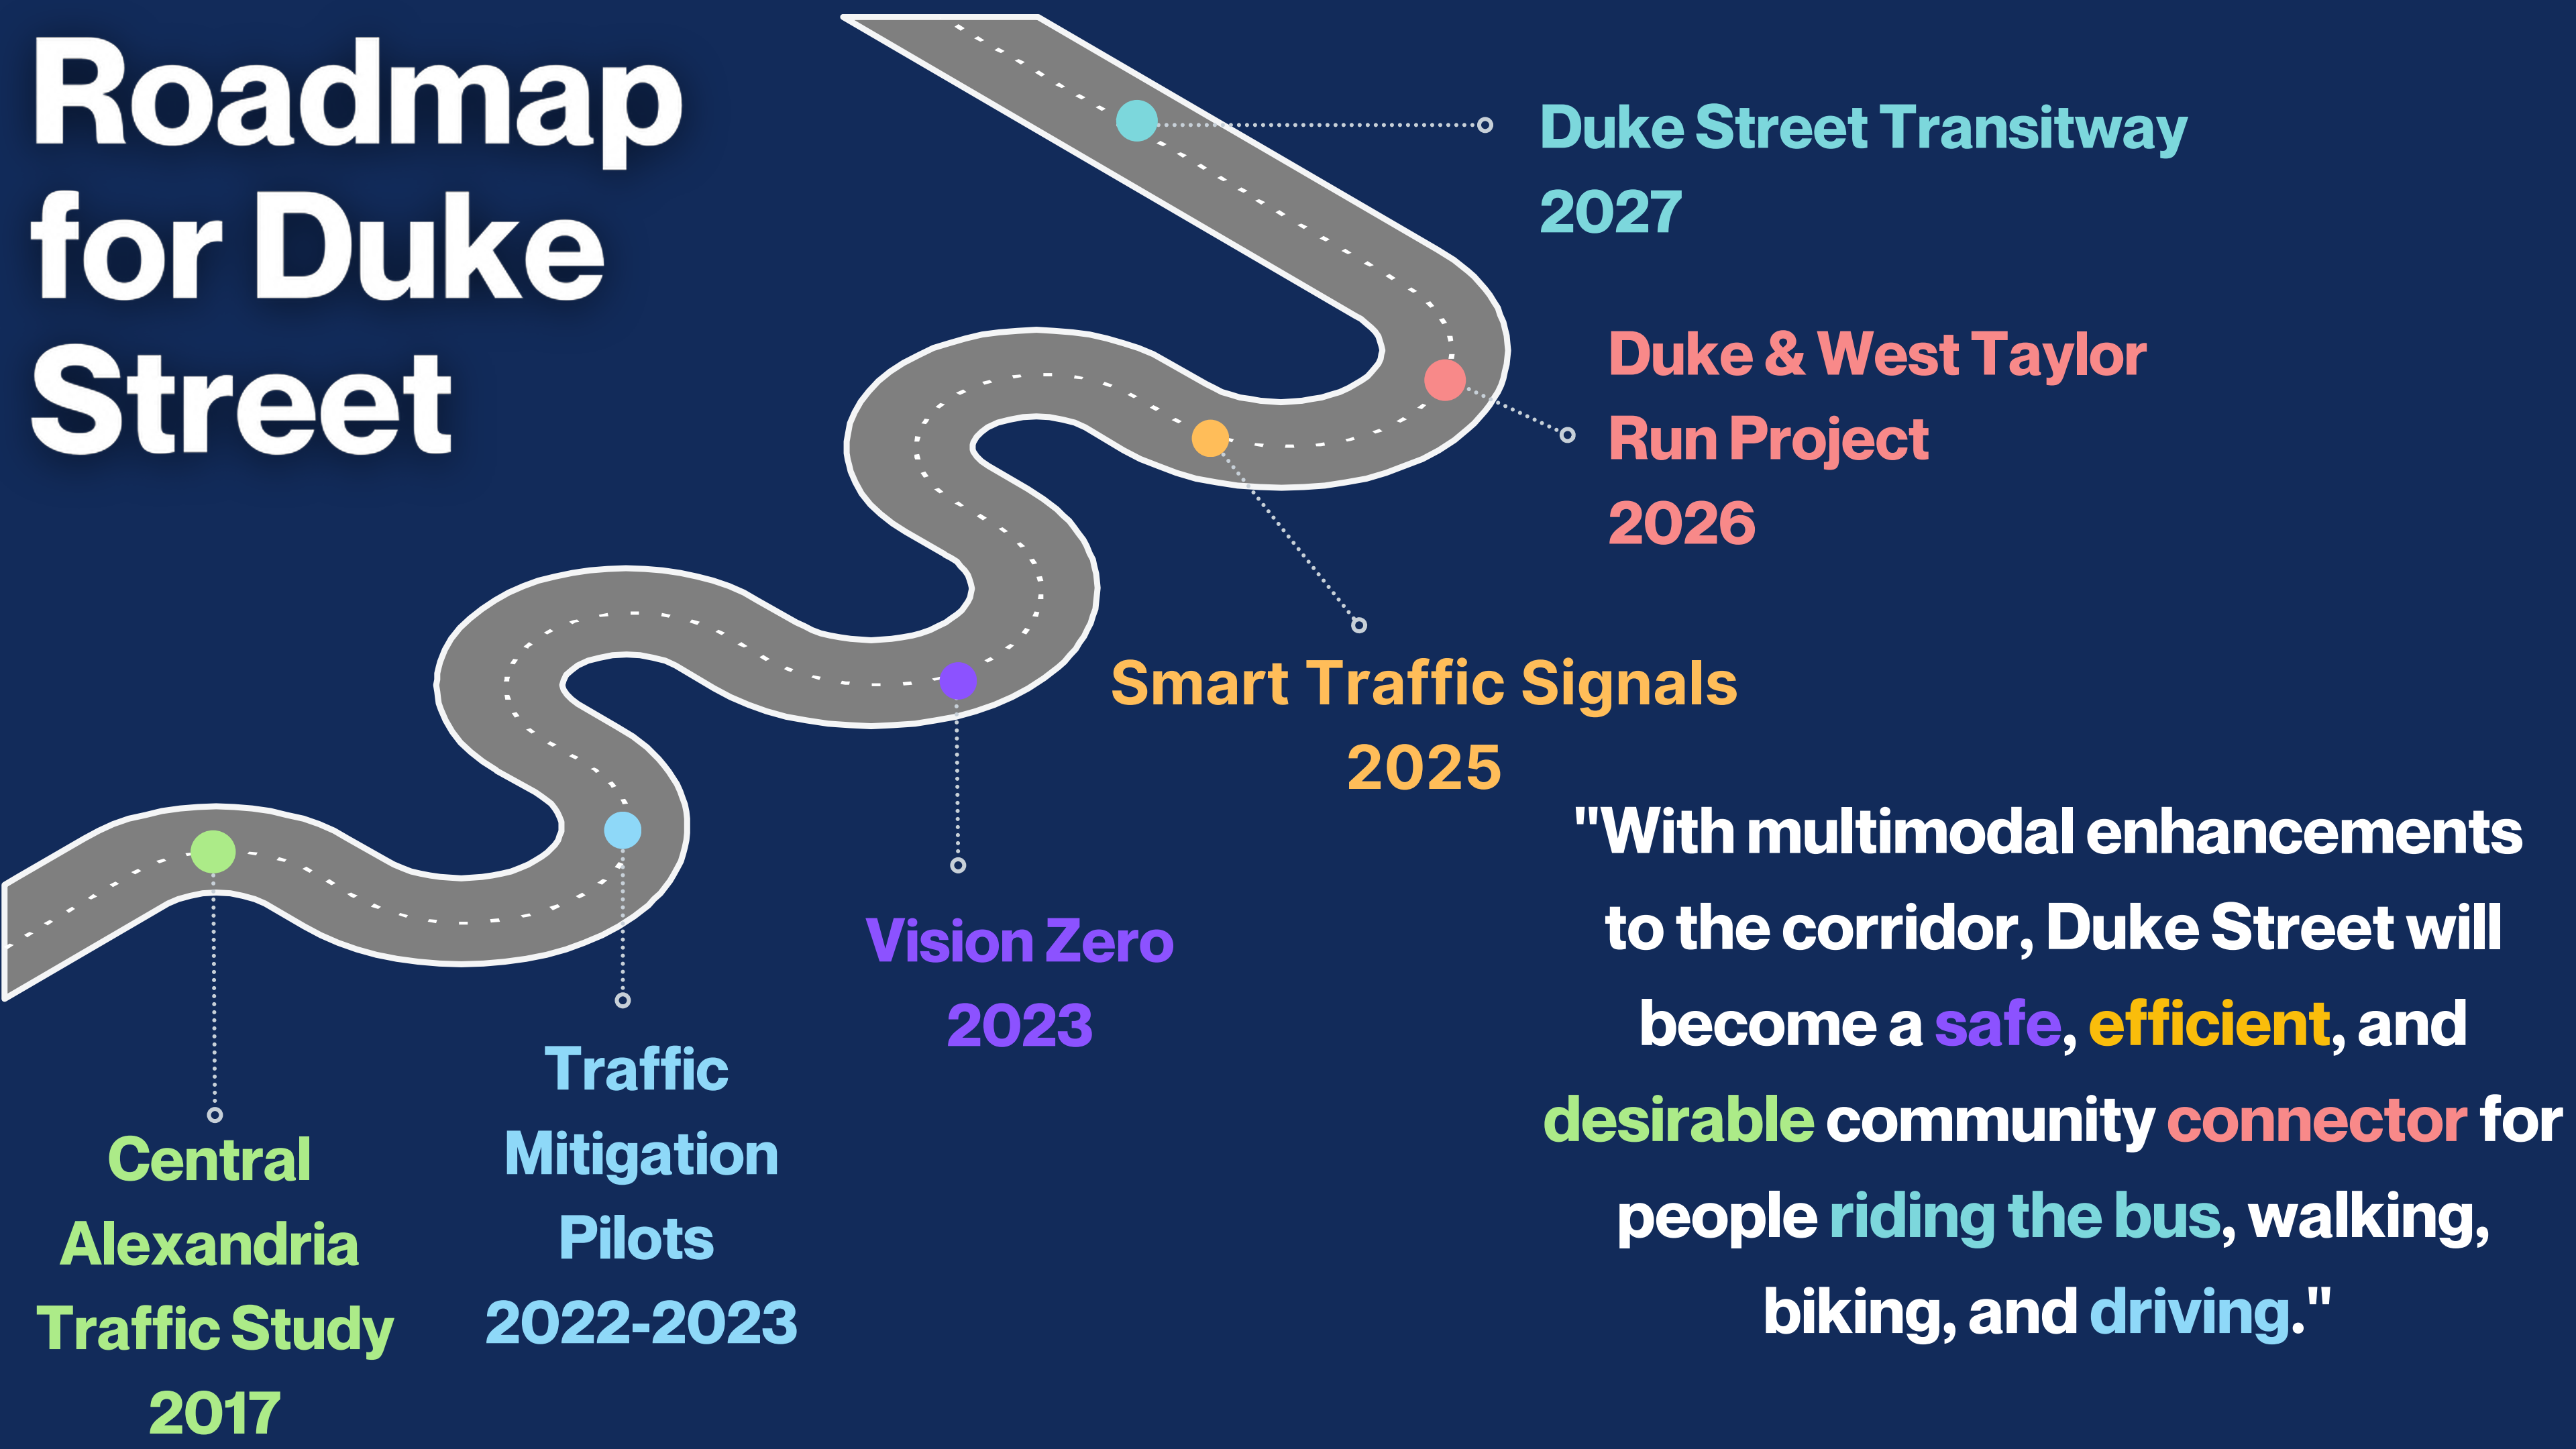 Roadmap
for Duke
Street
Duke Street Transitway
2027
Duke & West Taylor
Run Project
2026
Smart Traffic Signals
2025
Vision Zero
2023
Traffic
Mitigation
Pilots
2022-2023
Central
Alexandria
Traffic Study
2017
"With multimodal enhancements
to the corridor, Duke Street will
become a safe, efficient, and
desirable community connector for
people riding the bus, walking,
biking, and driving."